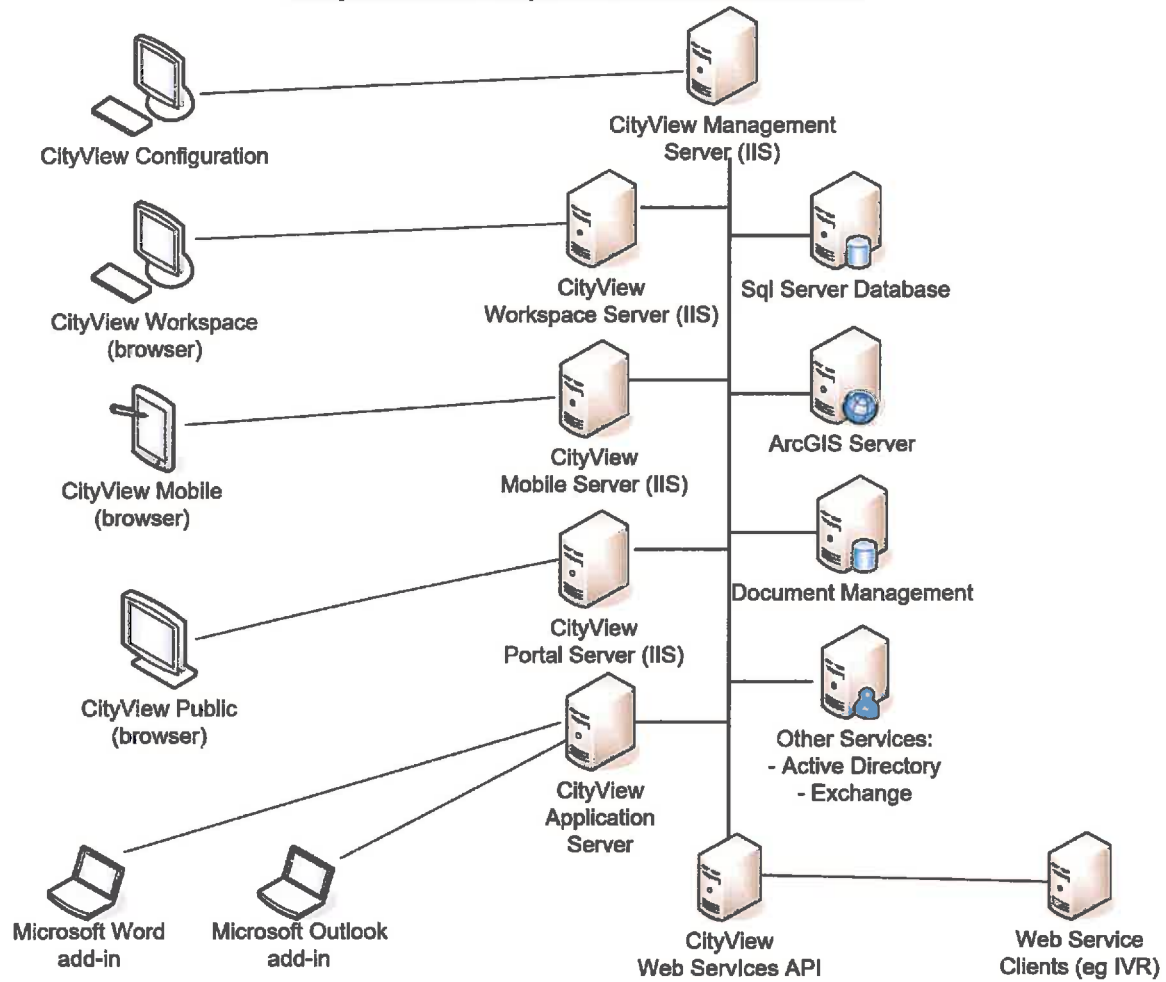 CityView Configuration
CityView Management
Server (IIS)
CityView Workspace
(browser)
CityView
Workspace Server (IIS)
Sql Server Database
CityView Mobile
(browser)
CityView
Mobile Server (IIS)
ArcGIS Server
CityView Public
(browser)
CityView
Portal Server (IIS)
Document Management
CityView
Application
Server
Other Services:
- Active Directory
- Exchange
Microsoft Word
add-in
Microsoft Outlook
add-in
CityView
Web Services API
Web Service
Clients (eg IVR)